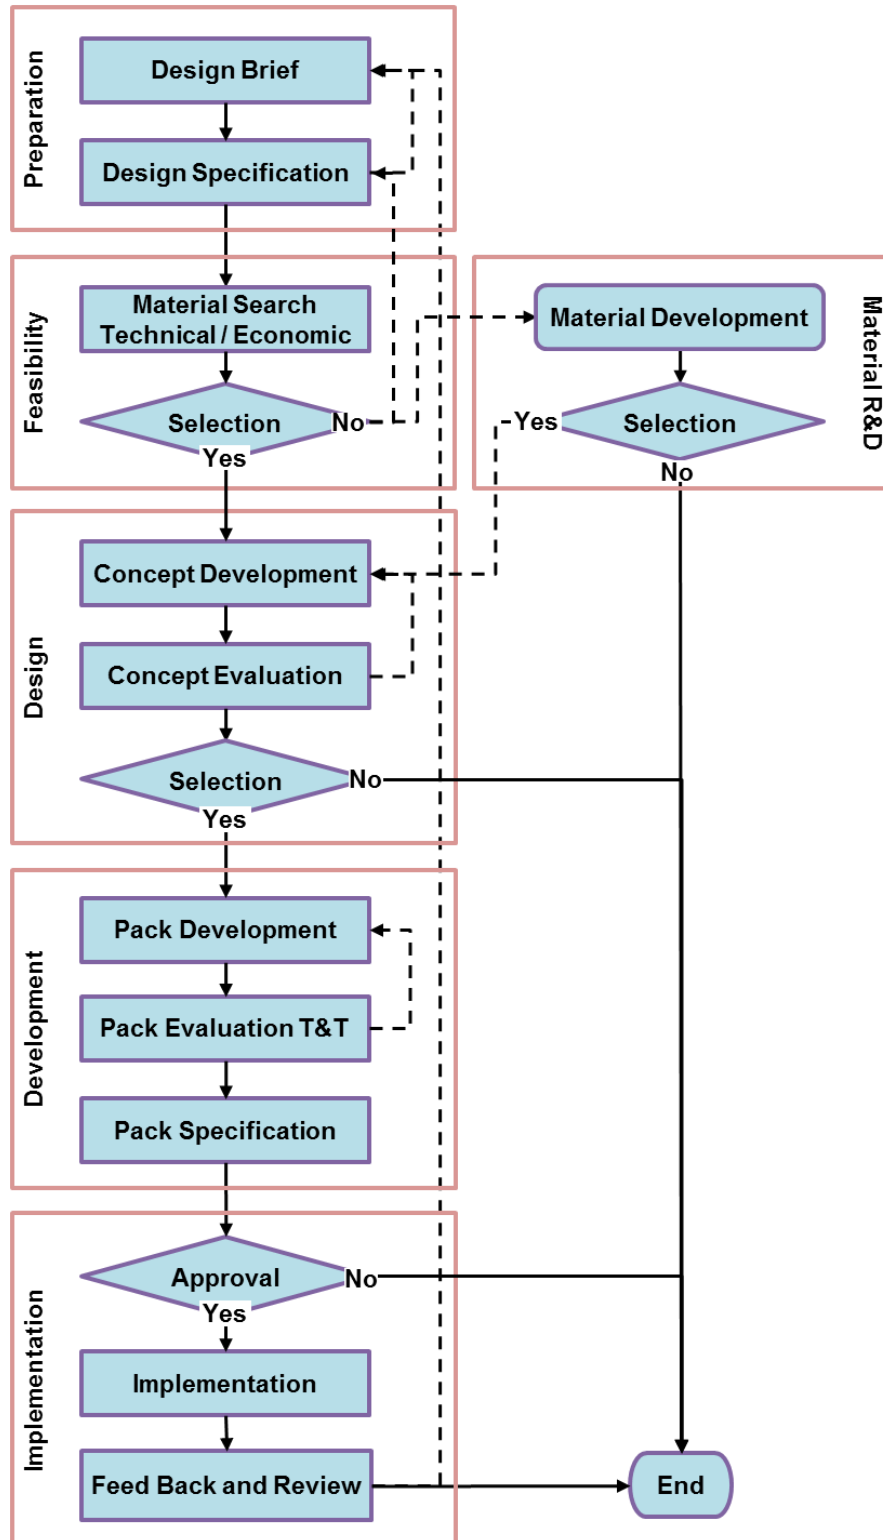 Preparation
Design Brief
Design Specification
Feasibility
Material Search
Technical / Economic
Selection
No
Yes
Material R&D
Material Development
Selection
Yes
No
Design
Concept Development
Concept Evaluation
Selection
No
Yes
Development
Pack Development
Pack Evaluation T&T
Pack Specification
Implementation
Approval
No
Yes
Implementation
Feed Back and Review
End